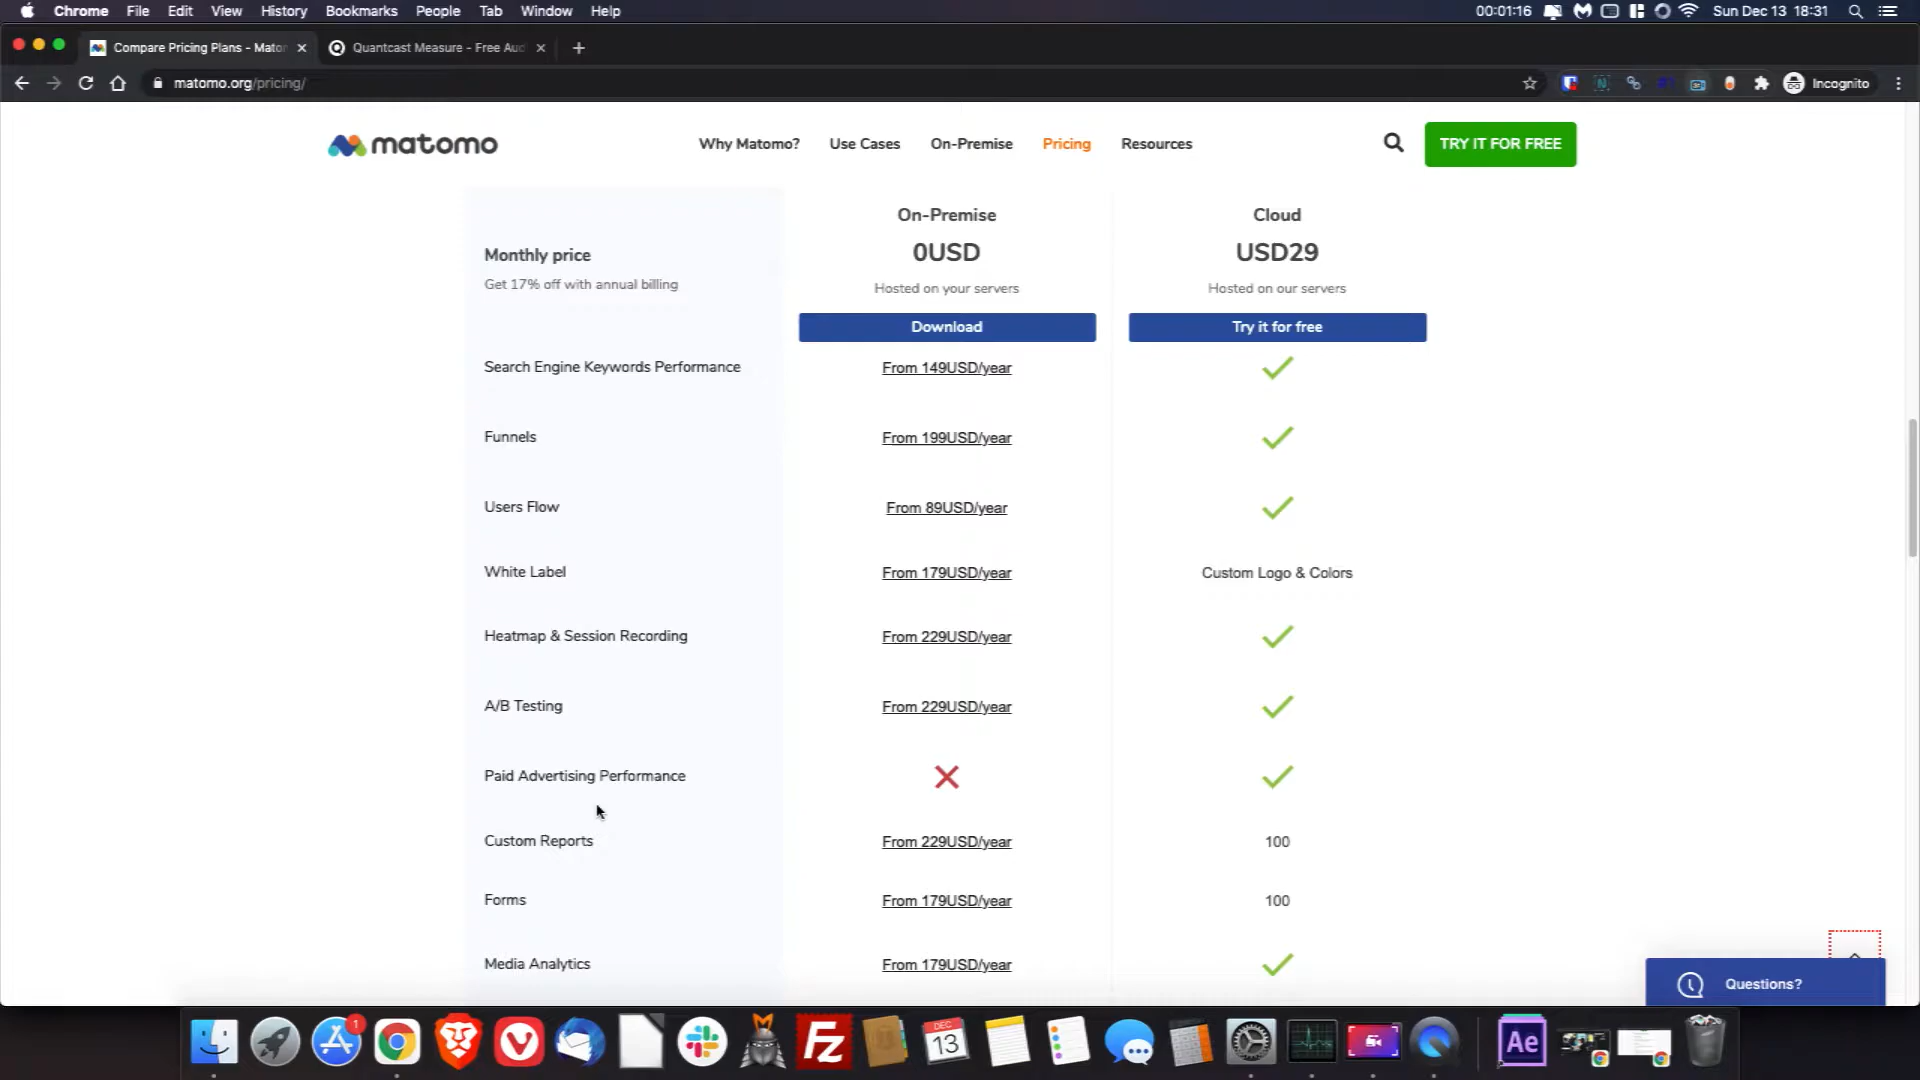 Chrome File Edit View History Bookmarks People Tab Window Help 00:01:16 Sun Dec 13 18:31
Compare Pricing Plans - Mator Quantcast Measure - Free Aud
matomo.org/pricing/ Incognito
matomo Why Matomo? Use Cases On-Premise Pricing Resources TRY IT FOR FREE
On-Premise Cloud
Monthly price 0USD USD29
Get 17% off with annual billing Hosted on your servers Hosted on our servers
Download Try it for free
Search Engine Keywords Performance From 149USD/year
Funnels From 199USD/year
Users Flow From 89USD/year
White Label From 179USD/year Custom Logo & Colors
Heatmap & Session Recording From 229USD/year
A/B Testing From 229USD/year
Paid Advertising Performance
Custom Reports From 229USD/year 100
Forms From 179USD/year 100
Media Analytics From 179USD/year
Questions?
1 FZ DEC 13 Ae